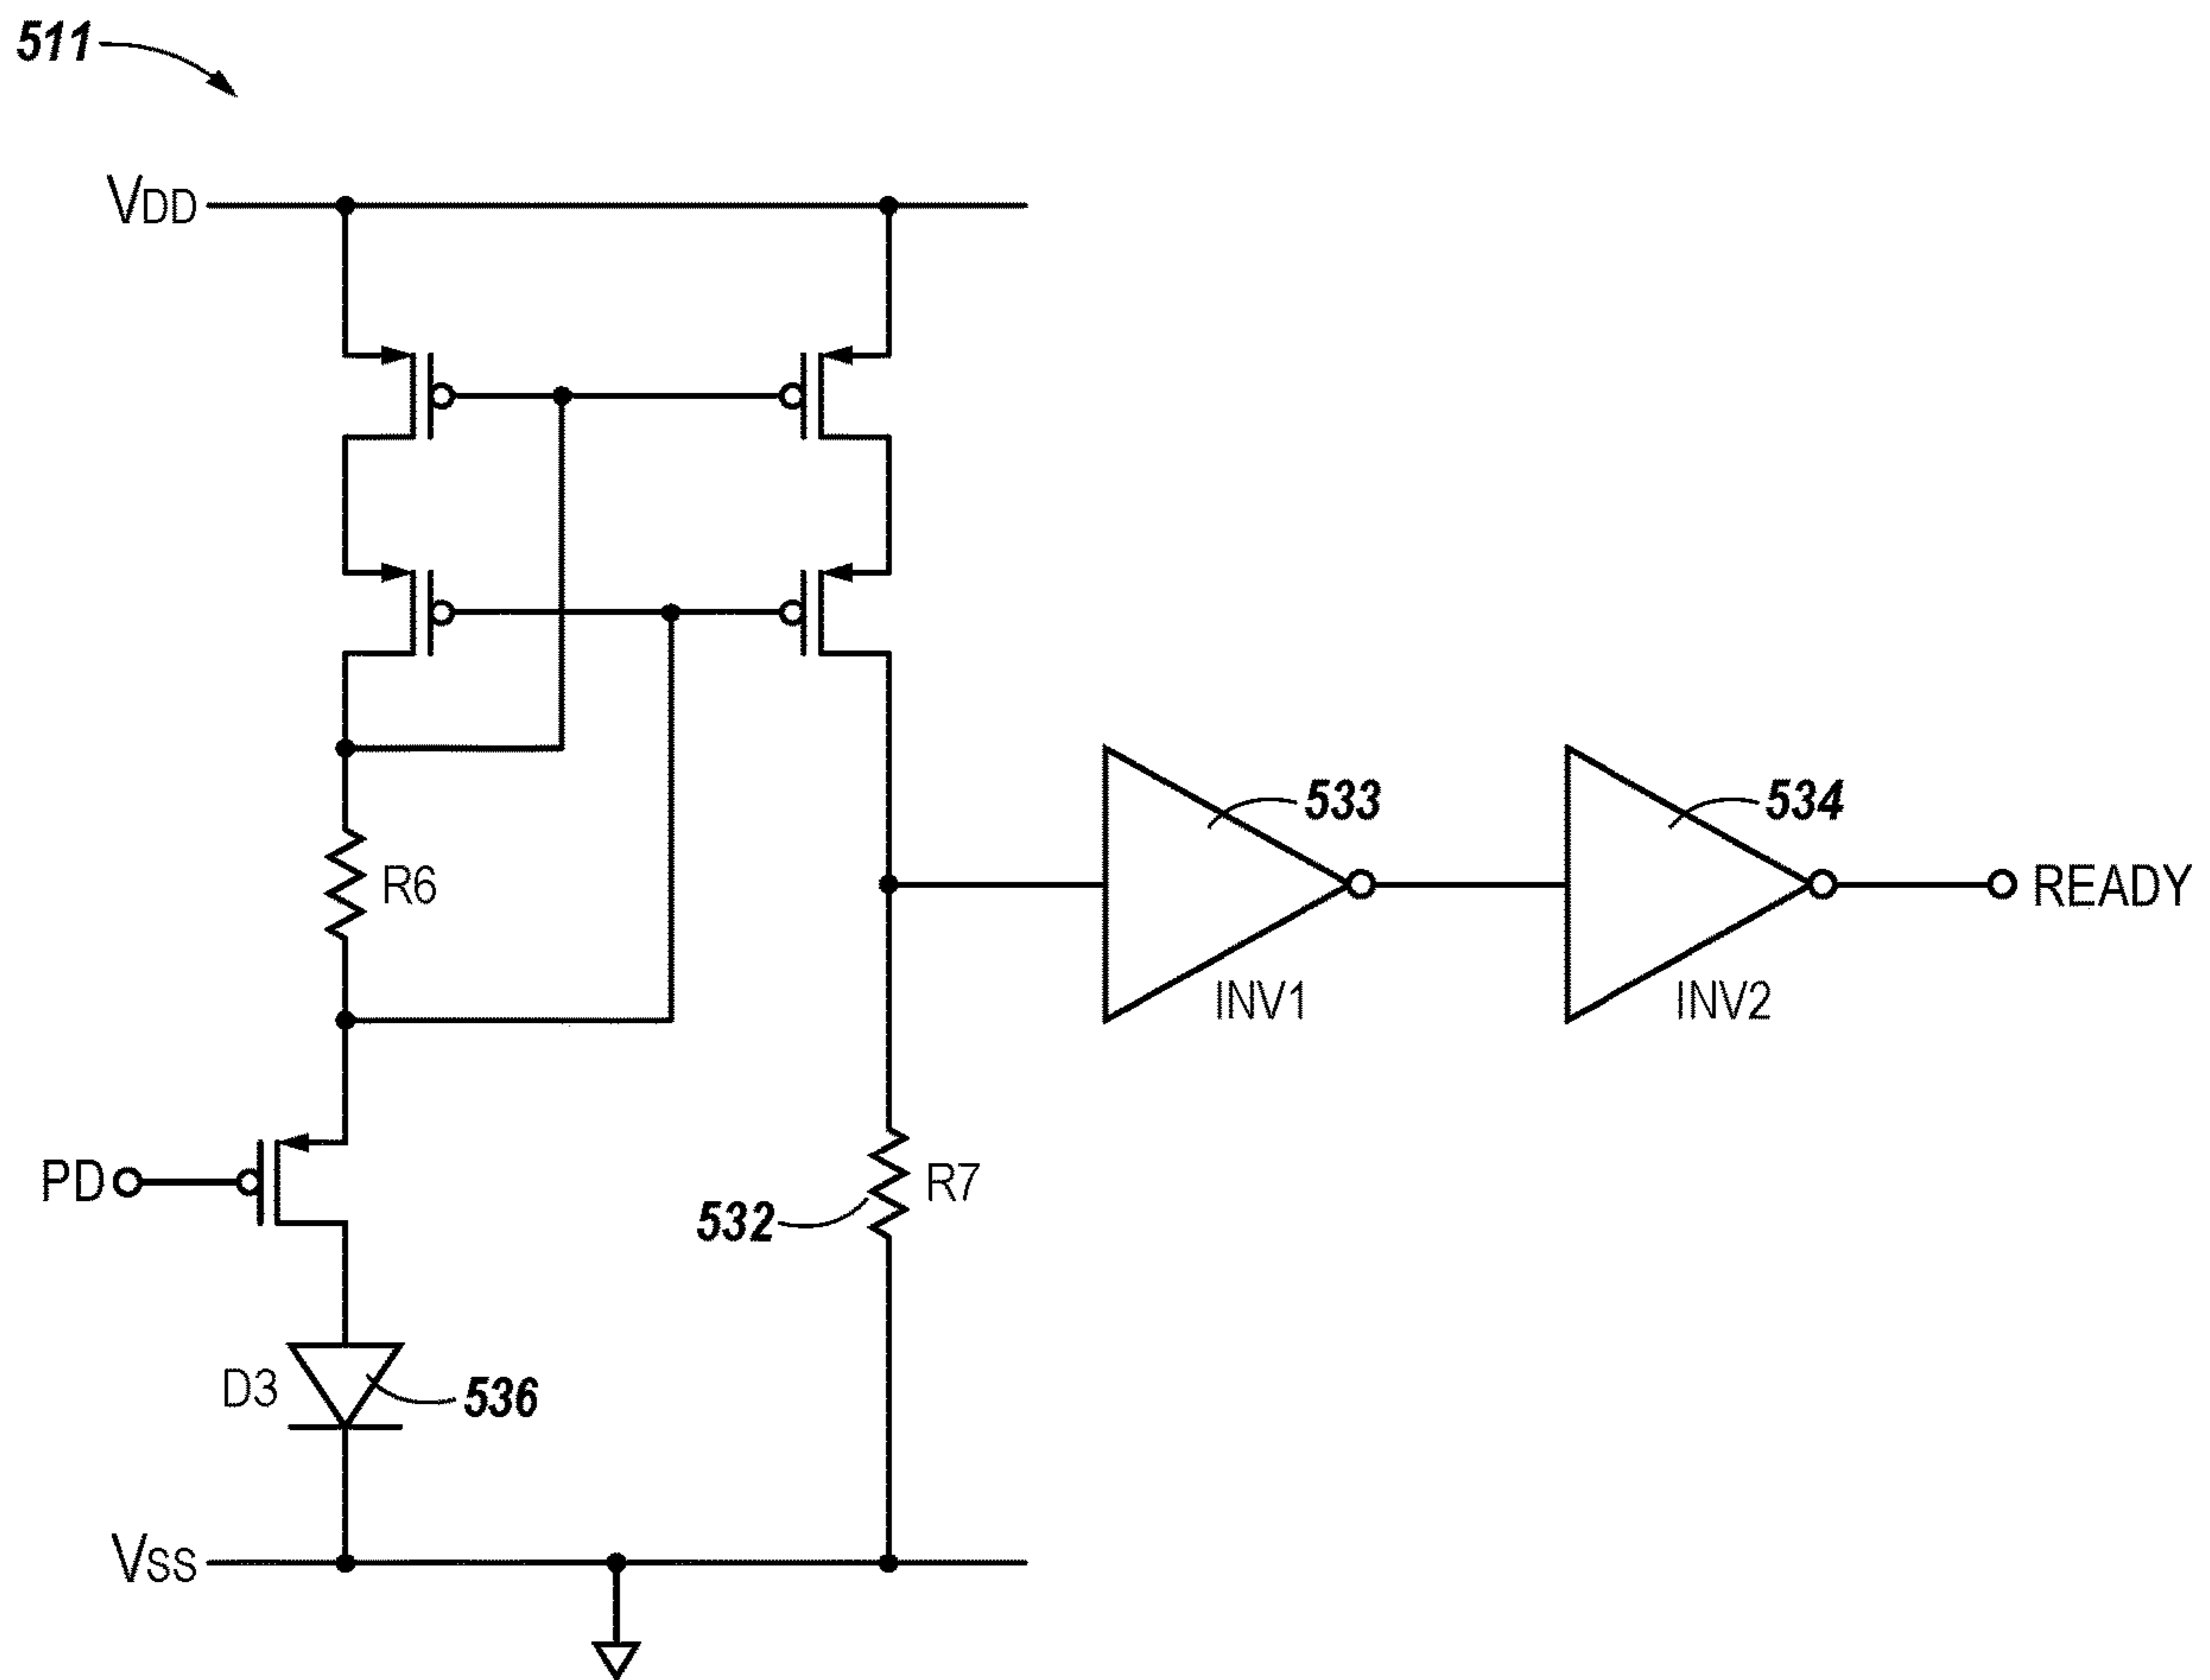 511
VDD
R6
533
534
READY
INV1
INV2
PD
R7
532
D3
536
VSS